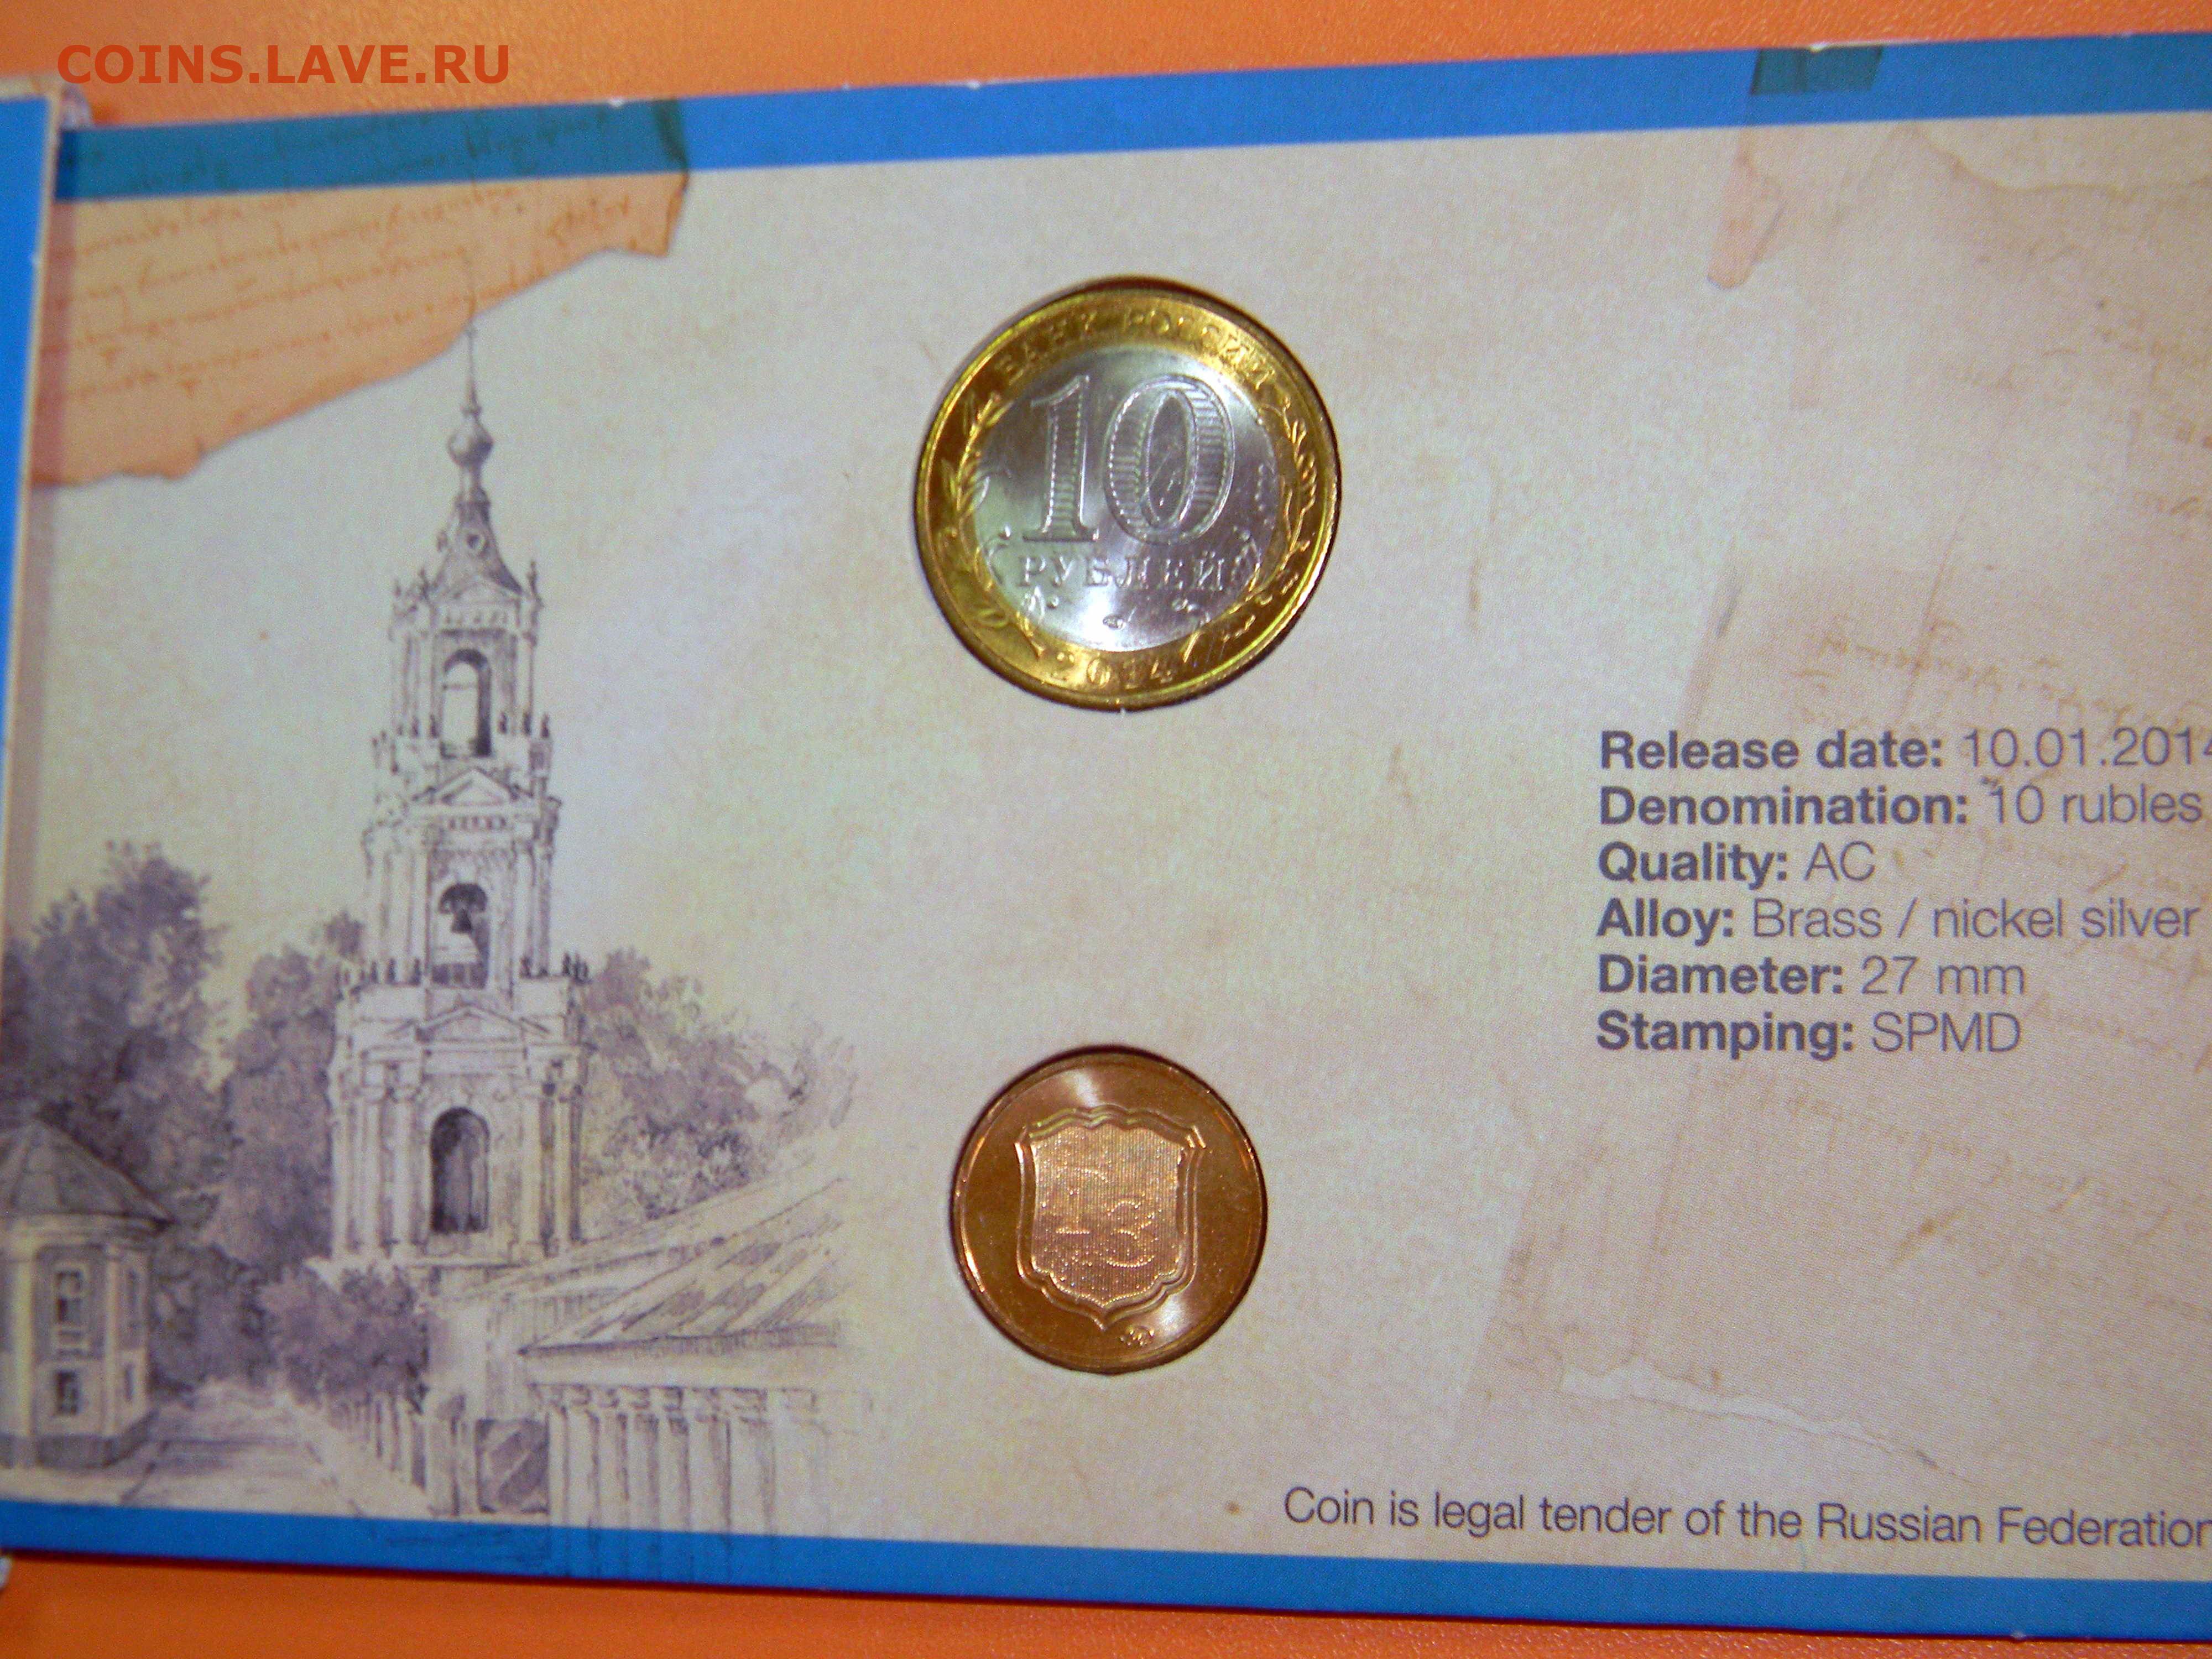 COINS.LAVE.RU
БАНК РОССИИ
10
РУБЛЕЙ
2014
Release date: 10.01.2014
Denomination: 10 rubles
Quality: AC
Alloy: Brass / nickel silver
Diameter: 27 mm
Stamping: SPMD
Coin is legal tender of the Russian Federation